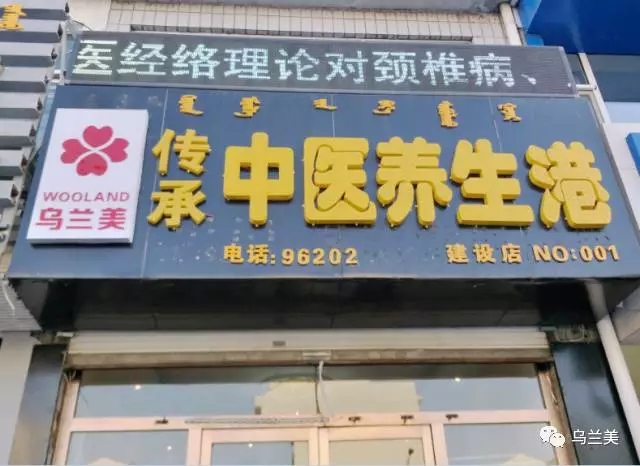 医经络理论对颈椎病、
WOOLAND
乌兰美
传承
中医养生港
电话:96202
建设店 NO:001
乌兰美